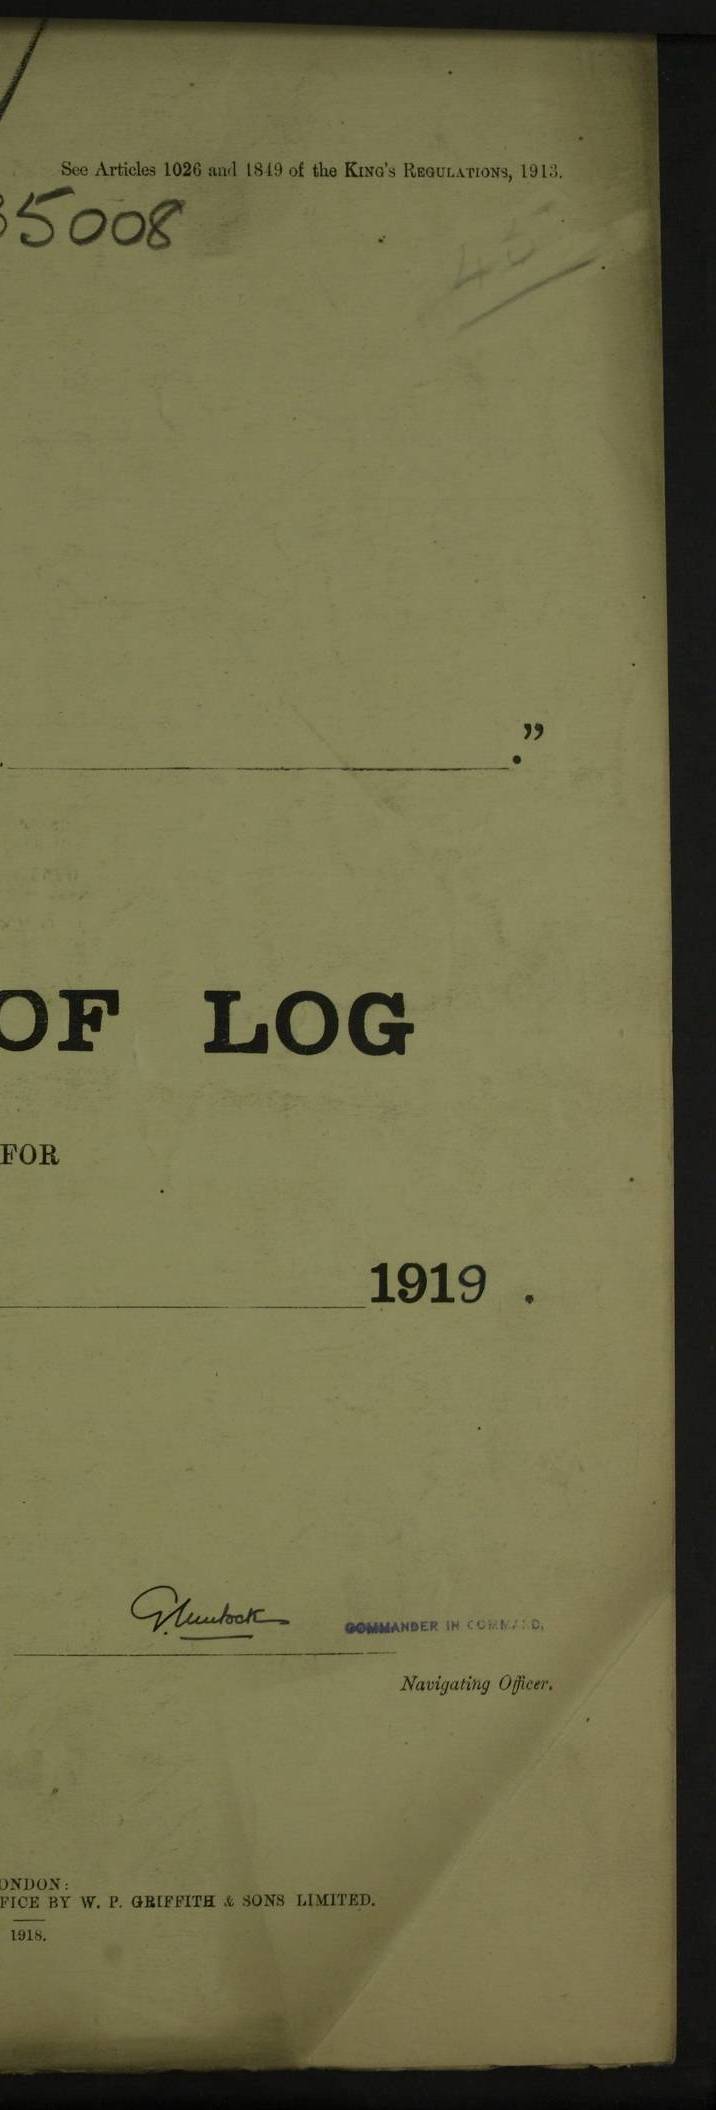 See Articles 1026 and 1849 of the King's Regulations, 1913.
35008
45
."
OF LOG
FOR
1919 .
COMMANDER IN COMMAND.
Navigating Officer.
ONDON:
FICE BY W. P. GRIFFITH & SONS LIMITED.
1918.